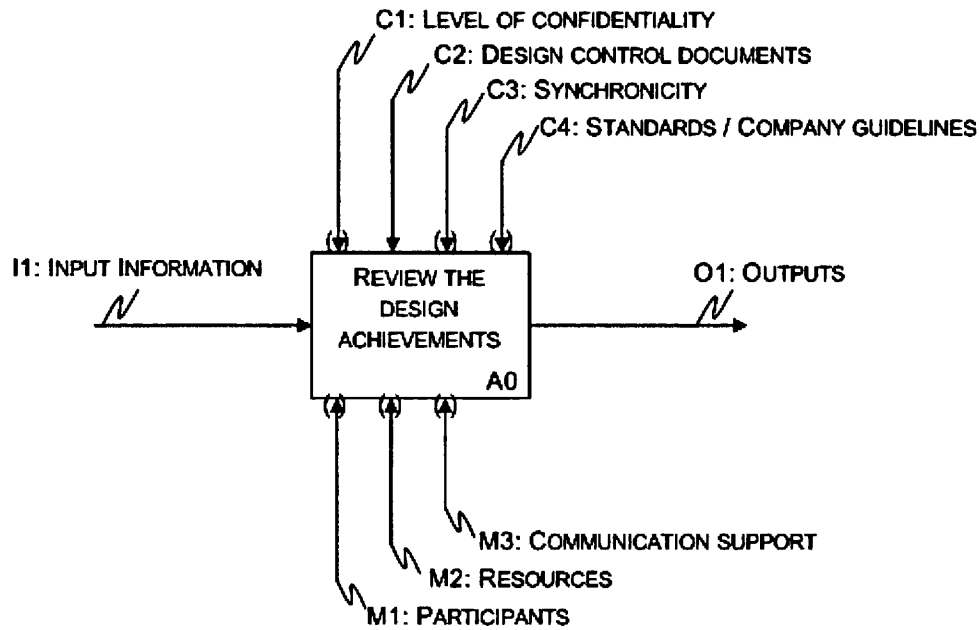 C1: LEVEL OF CONFIDENTIALITY
C2: DESIGN CONTROL DOCUMENTS
C3: SYNCHRONICITY
C4: STANDARDS / COMPANY GUIDELINES
I1: INPUT INFORMATION
REVIEW THE
DESIGN
ACHIEVEMENTS
A0
O1: OUTPUTS
M3: COMMUNICATION SUPPORT
M2: RESOURCES
M1: PARTICIPANTS